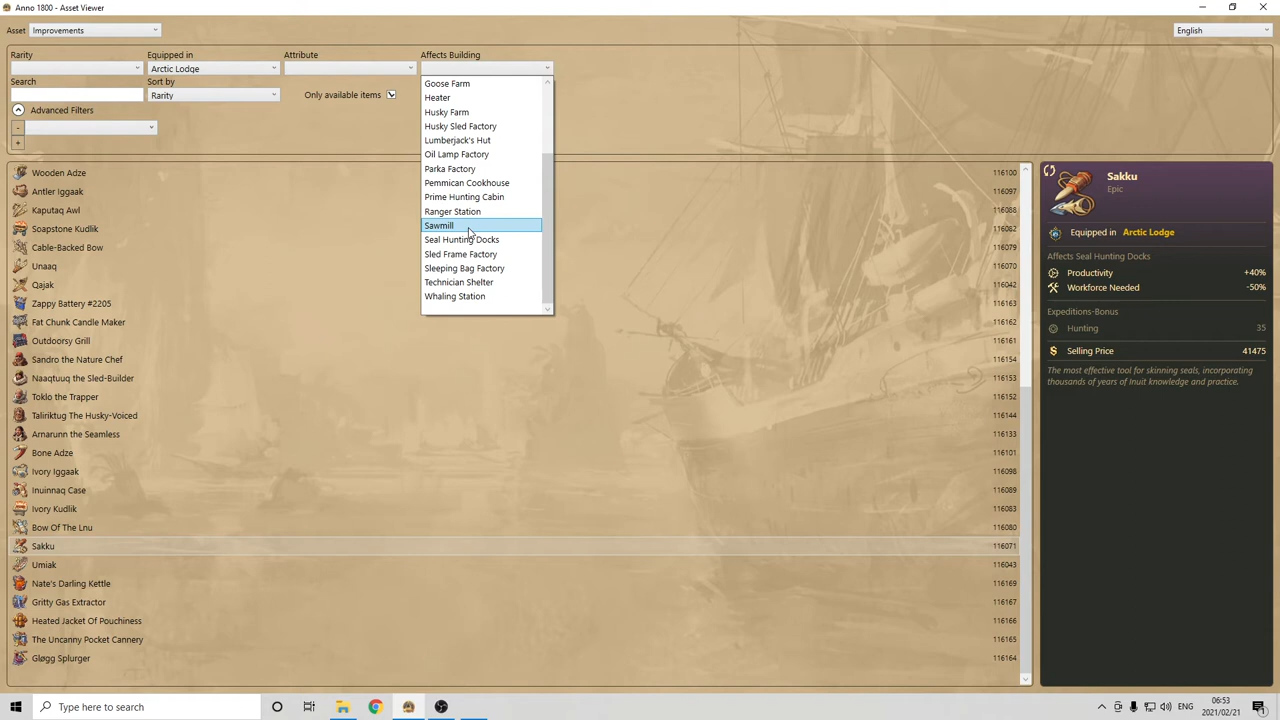 Anno 1800 - Asset Viewer
Asset Improvements English
Rarity Equipped in Attribute Affects Building
Arctic Lodge
Search Sort by
Rarity Only available items
Advanced Filters
-
+
Goose Farm
Heater
Husky Farm
Husky Sled Factory
Lumberjack's Hut
Oil Lamp Factory
Parka Factory
Pemmican Cookhouse
Prime Hunting Cabin
Ranger Station
Sawmill
Seal Hunting Docks
Sled Frame Factory
Sleeping Bag Factory
Technician Shelter
Whaling Station
Wooden Adze 116100
Antler Iggaak 116097
Kaputaq Awl 116088
Soapstone Kudlik 116082
Cable-Backed Bow 116079
Unaaq 116070
Qajak 116042
Zappy Battery #2205 116163
Fat Chunk Candle Maker 116162
Outdoorsy Grill 116161
Sandro the Nature Chef 116154
Naaqtuuq the Sled-Builder 116153
Toklo the Trapper 116152
Taliriktug The Husky-Voiced 116144
Arnarunn the Seamless 116133
Bone Adze 116101
Ivory Iggaak 116098
Inuinnaq Case 116089
Ivory Kudlik 116083
Bow Of The Lnu 116080
Sakku 116071
Umiak 116043
Nate's Darling Kettle 116169
Gritty Gas Extractor 116167
Heated Jacket Of Pouchiness 116166
The Uncanny Pocket Cannery 116165
Gløgg Splurger 116164
Sakku
Epic
Equipped in Arctic Lodge
Affects Seal Hunting Docks
Productivity +40%
Workforce Needed -50%
Expeditions-Bonus
Hunting 35
Selling Price 41475
The most effective tool for skinning seals, incorporating
thousands of years of Inuit knowledge and practice.
Type here to search
06:53
2021/02/21
1